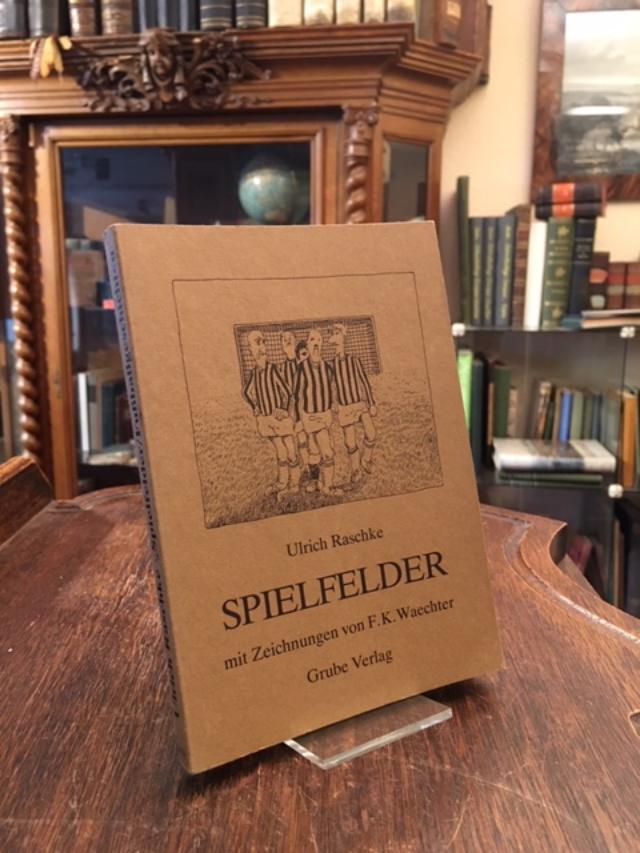 Ulrich Raschke
SPIELFELDER
mit Zeichnungen von F. K. Waechter
Grube Verlag